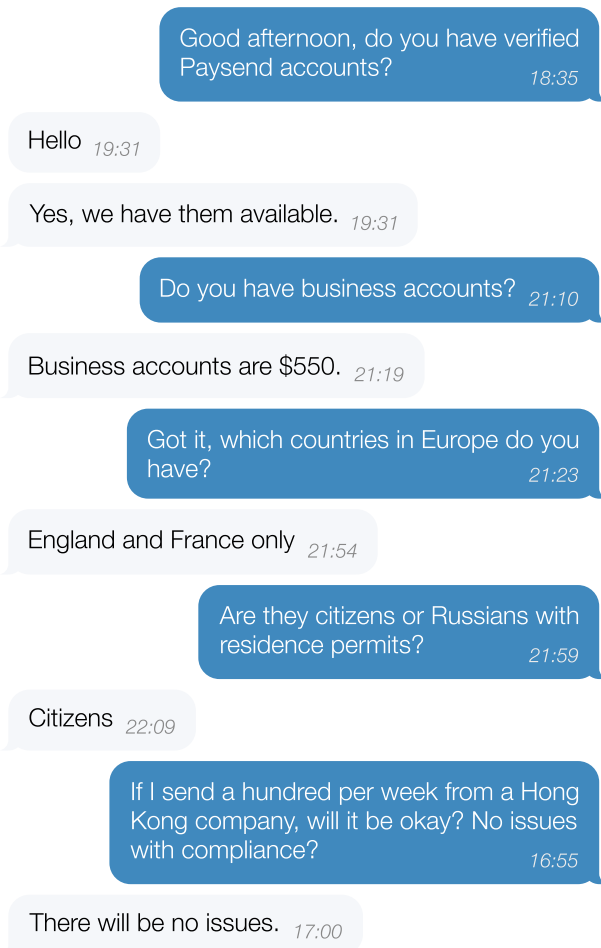 Good afternoon, do you have verified
Paysend accounts?
18:35
Hello 19:31
Yes, we have them available. 19:31
Do you have business accounts? 21:10
Business accounts are $550. 21:19
Got it, which countries in Europe do you
have?
21:23
England and France only 21:54
Are they citizens or Russians with
residence permits?
21:59
Citizens 22:09
If I send a hundred per week from a Hong
Kong company, will it be okay? No issues
with compliance?
16:55
There will be no issues. 17:00